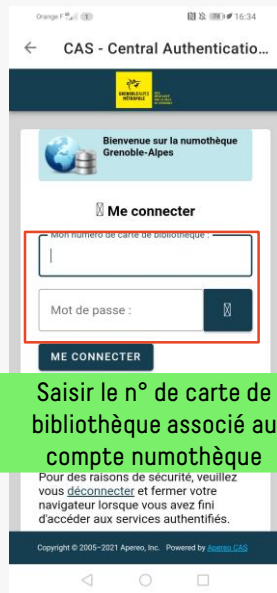 Orange F
16:34
CAS - Central Authenticatio...
GRENOBLEALPES
MÉTROPOLE
Bienvenue sur la numothèque
Grenoble-Alpes
Me connecter
Mon numéro de carte de bibliothèque :
Mot de passe :
ME CONNECTER
Saisir le n° de carte de
bibliothèque associé au
compte numothèque
Pour des raisons de sécurité, veuillez
vous déconnecter et fermer votre
navigateur lorsque vous avez fini
d'accéder aux services authentifiés.
Copyright © 2005-2021 Apereo, Inc. Powered by Apereo CAS